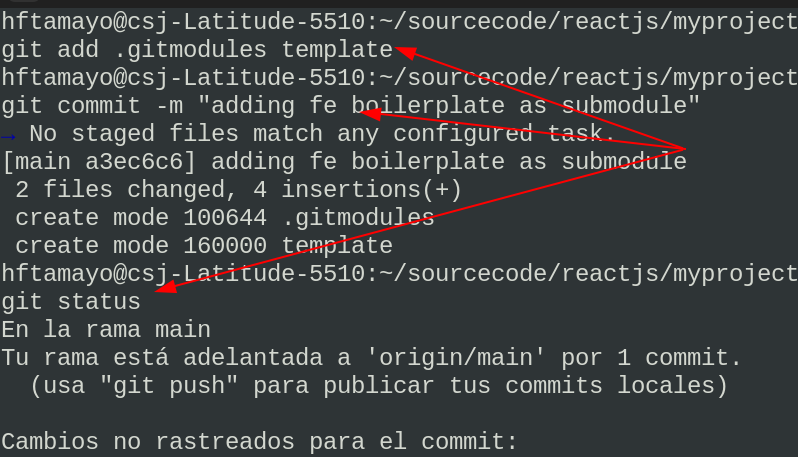 hftamayo@csj-Latitude-5510:~/sourcecode/reactjs/myproject
git add .gitmodules template
hftamayo@csj-Latitude-5510:~/sourcecode/reactjs/myproject
git commit -m "adding fe boilerplate as submodule"
→ No staged files match any configured task.
[main a3ec6c6] adding fe boilerplate as submodule
 2 files changed, 4 insertions(+)
 create mode 100644 .gitmodules
 create mode 160000 template
hftamayo@csj-Latitude-5510:~/sourcecode/reactjs/myproject
git status
En la rama main
Tu rama está adelantada a 'origin/main' por 1 commit.
  (usa "git push" para publicar tus commits locales)
Cambios no rastreados para el commit: